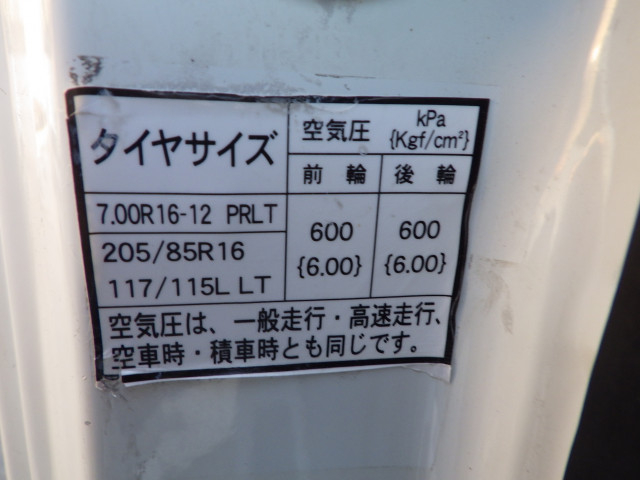 タイヤサイズ
空気圧 kPa
{Kgf/cm²}
前輪 後輪
7.00R16-12 PRLT
205/85R16
117/115L LT
600 600
{6.00} {6.00}
空気圧は、一般走行・高速走行、
空車時・積車時とも同じです。